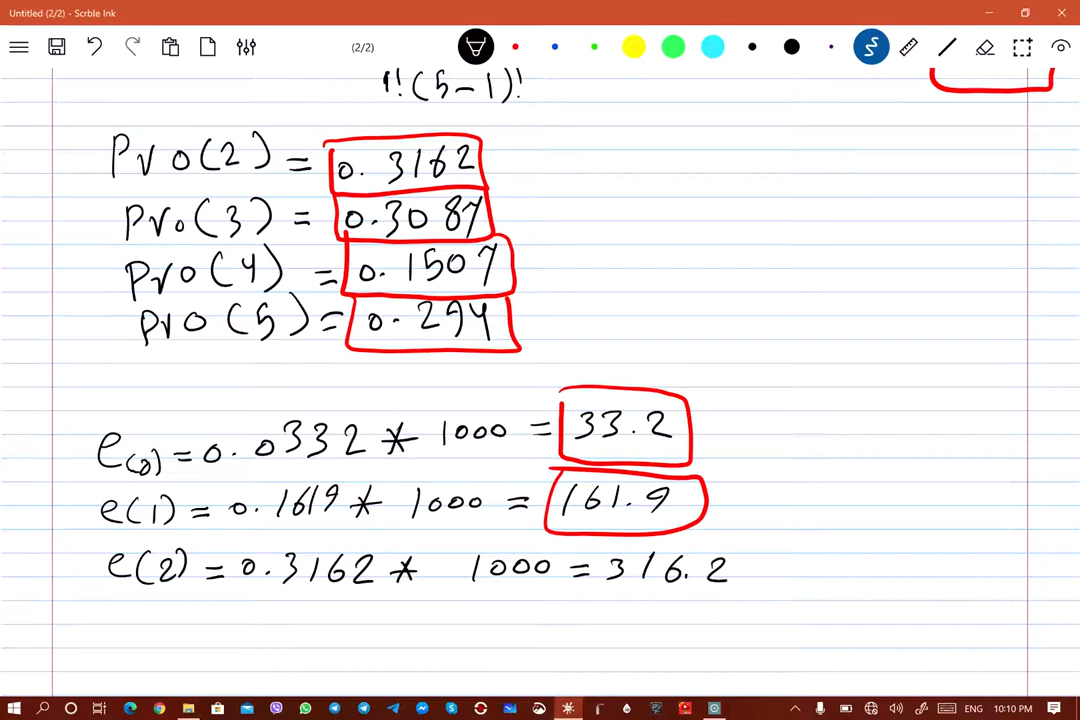 Untitled (2/2) - Scrble Ink
(2/2)
1!(5-1)!
Pro(2) = 0.3162
Pro(3) = 0.3087
Pro(4) = 0.1507
Pro(5) = 0.294
e(0) = 0.0332 * 1000 = 33.2
e(1) = 0.1619 * 1000 = 161.9
e(2) = 0.3162 * 1000 = 316.2
ENG 10:10 PM